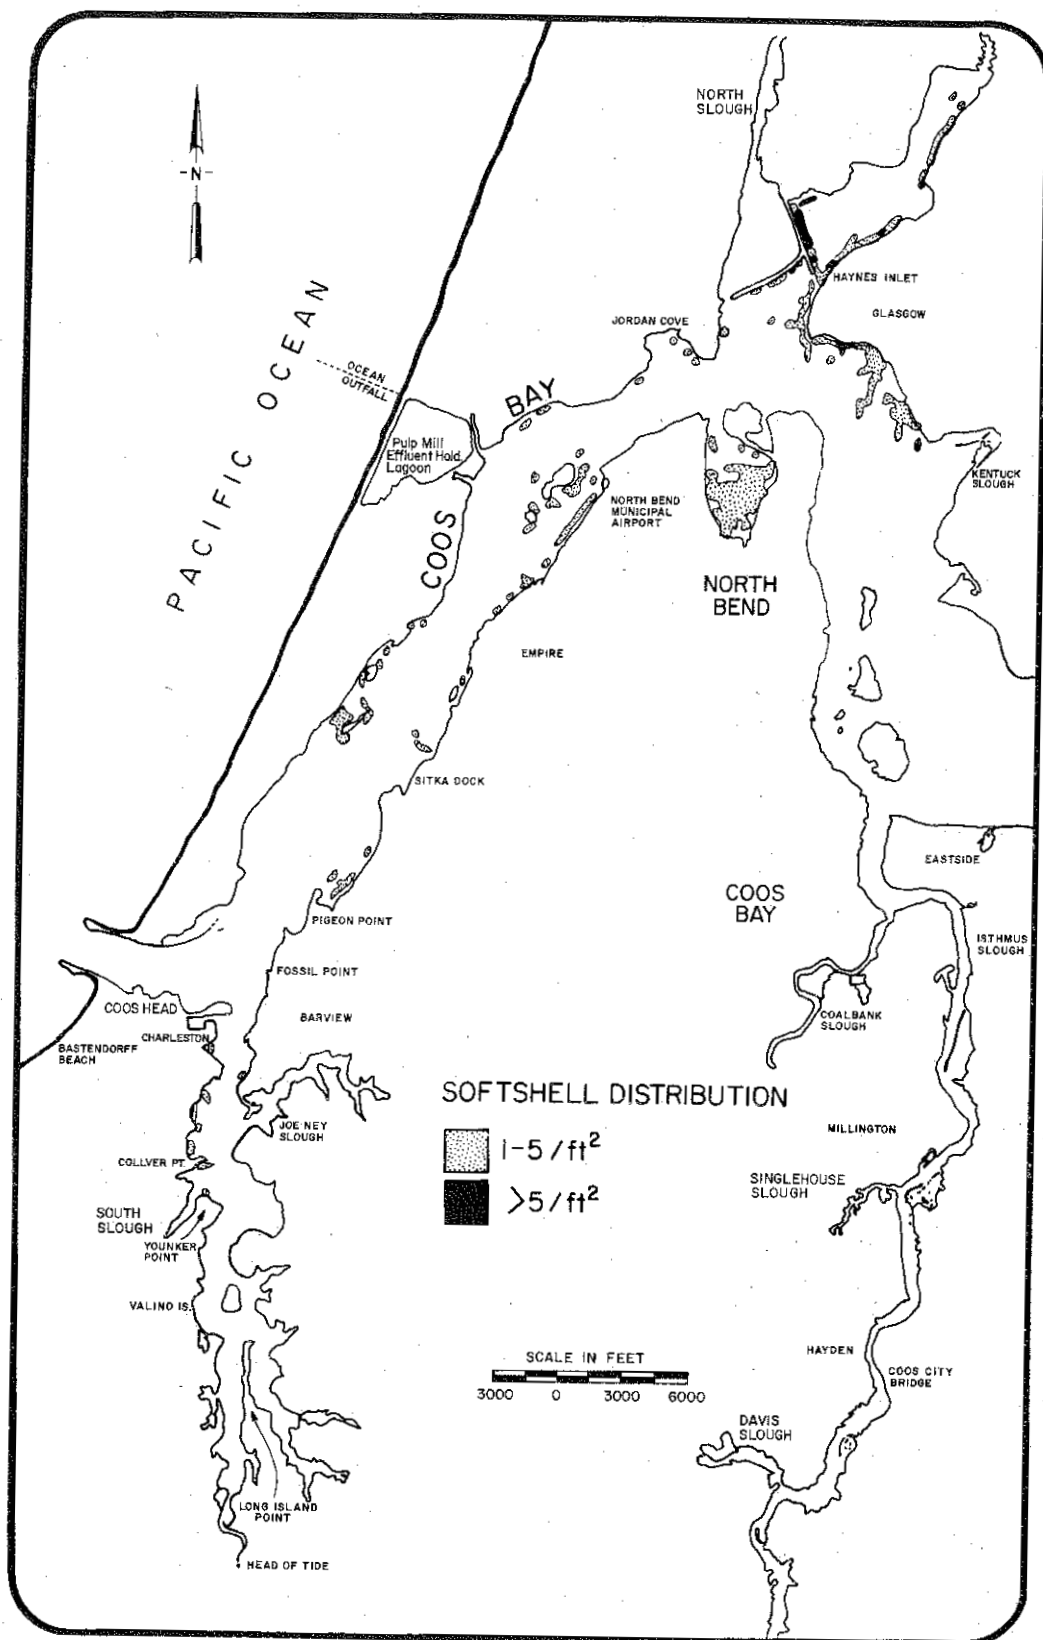 NORTH
SLOUGH
-N-
PACIFIC OCEAN
HAYNES INLET
GLASGOW
JORDAN COVE
OCEAN
OUTFALL
BAY
Pulp Mill
Effluent Hold.
Lagoon
KENTUCK
SLOUGH
NORTH BEND
MUNICIPAL
AIRPORT
COOS
NORTH
BEND
EMPIRE
SITKA DOCK
EASTSIDE
COOS
BAY
PIGEON POINT
ISTHMUS
SLOUGH
FOSSIL POINT
COOS HEAD
BARVIEW
COALBANK
SLOUGH
CHARLESTON
BASTENDORFF
BEACH
SOFTSHELL DISTRIBUTION
JOE NEY
SLOUGH
MILLINGTON
1-5/ft²
COLLVER PT.
SINGLEHOUSE
SLOUGH
>5/ft²
SOUTH
SLOUGH
YOUNKER
POINT
VALINO IS.
HAYDEN
SCALE IN FEET
COOS CITY
BRIDGE
3000 0 3000 6000
DAVIS
SLOUGH
LONG ISLAND
POINT
HEAD OF TIDE